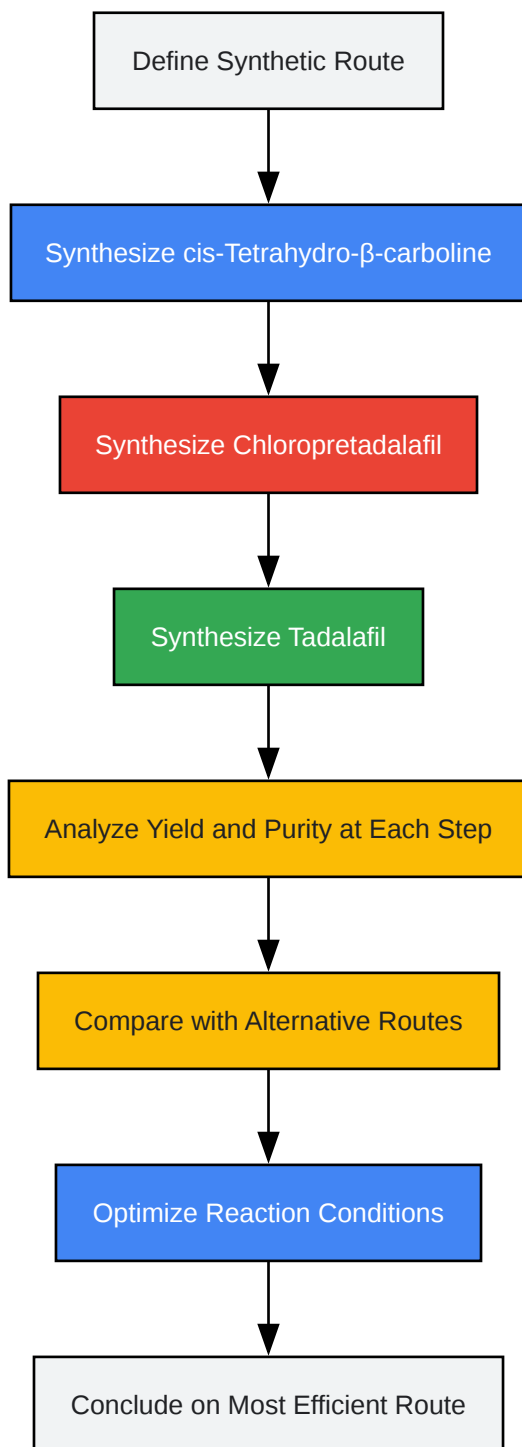 Define Synthetic Route
Synthesize cis-Tetrahydro-β-carboline
Synthesize Chloropretadalafil
Synthesize Tadalafil
Analyze Yield and Purity at Each Step
Compare with Alternative Routes
Optimize Reaction Conditions
Conclude on Most Efficient Route